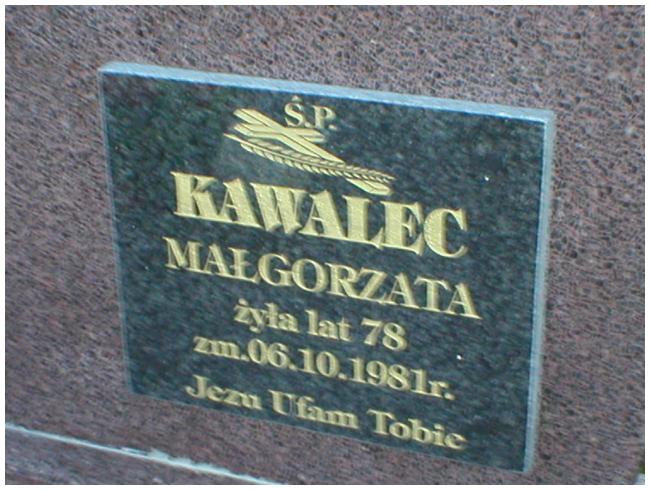 Ś.P.
KAWALEC
MAŁGORZATA
żyła lat 78
zm.06.10.1981r.
Jezu Ufam Tobie